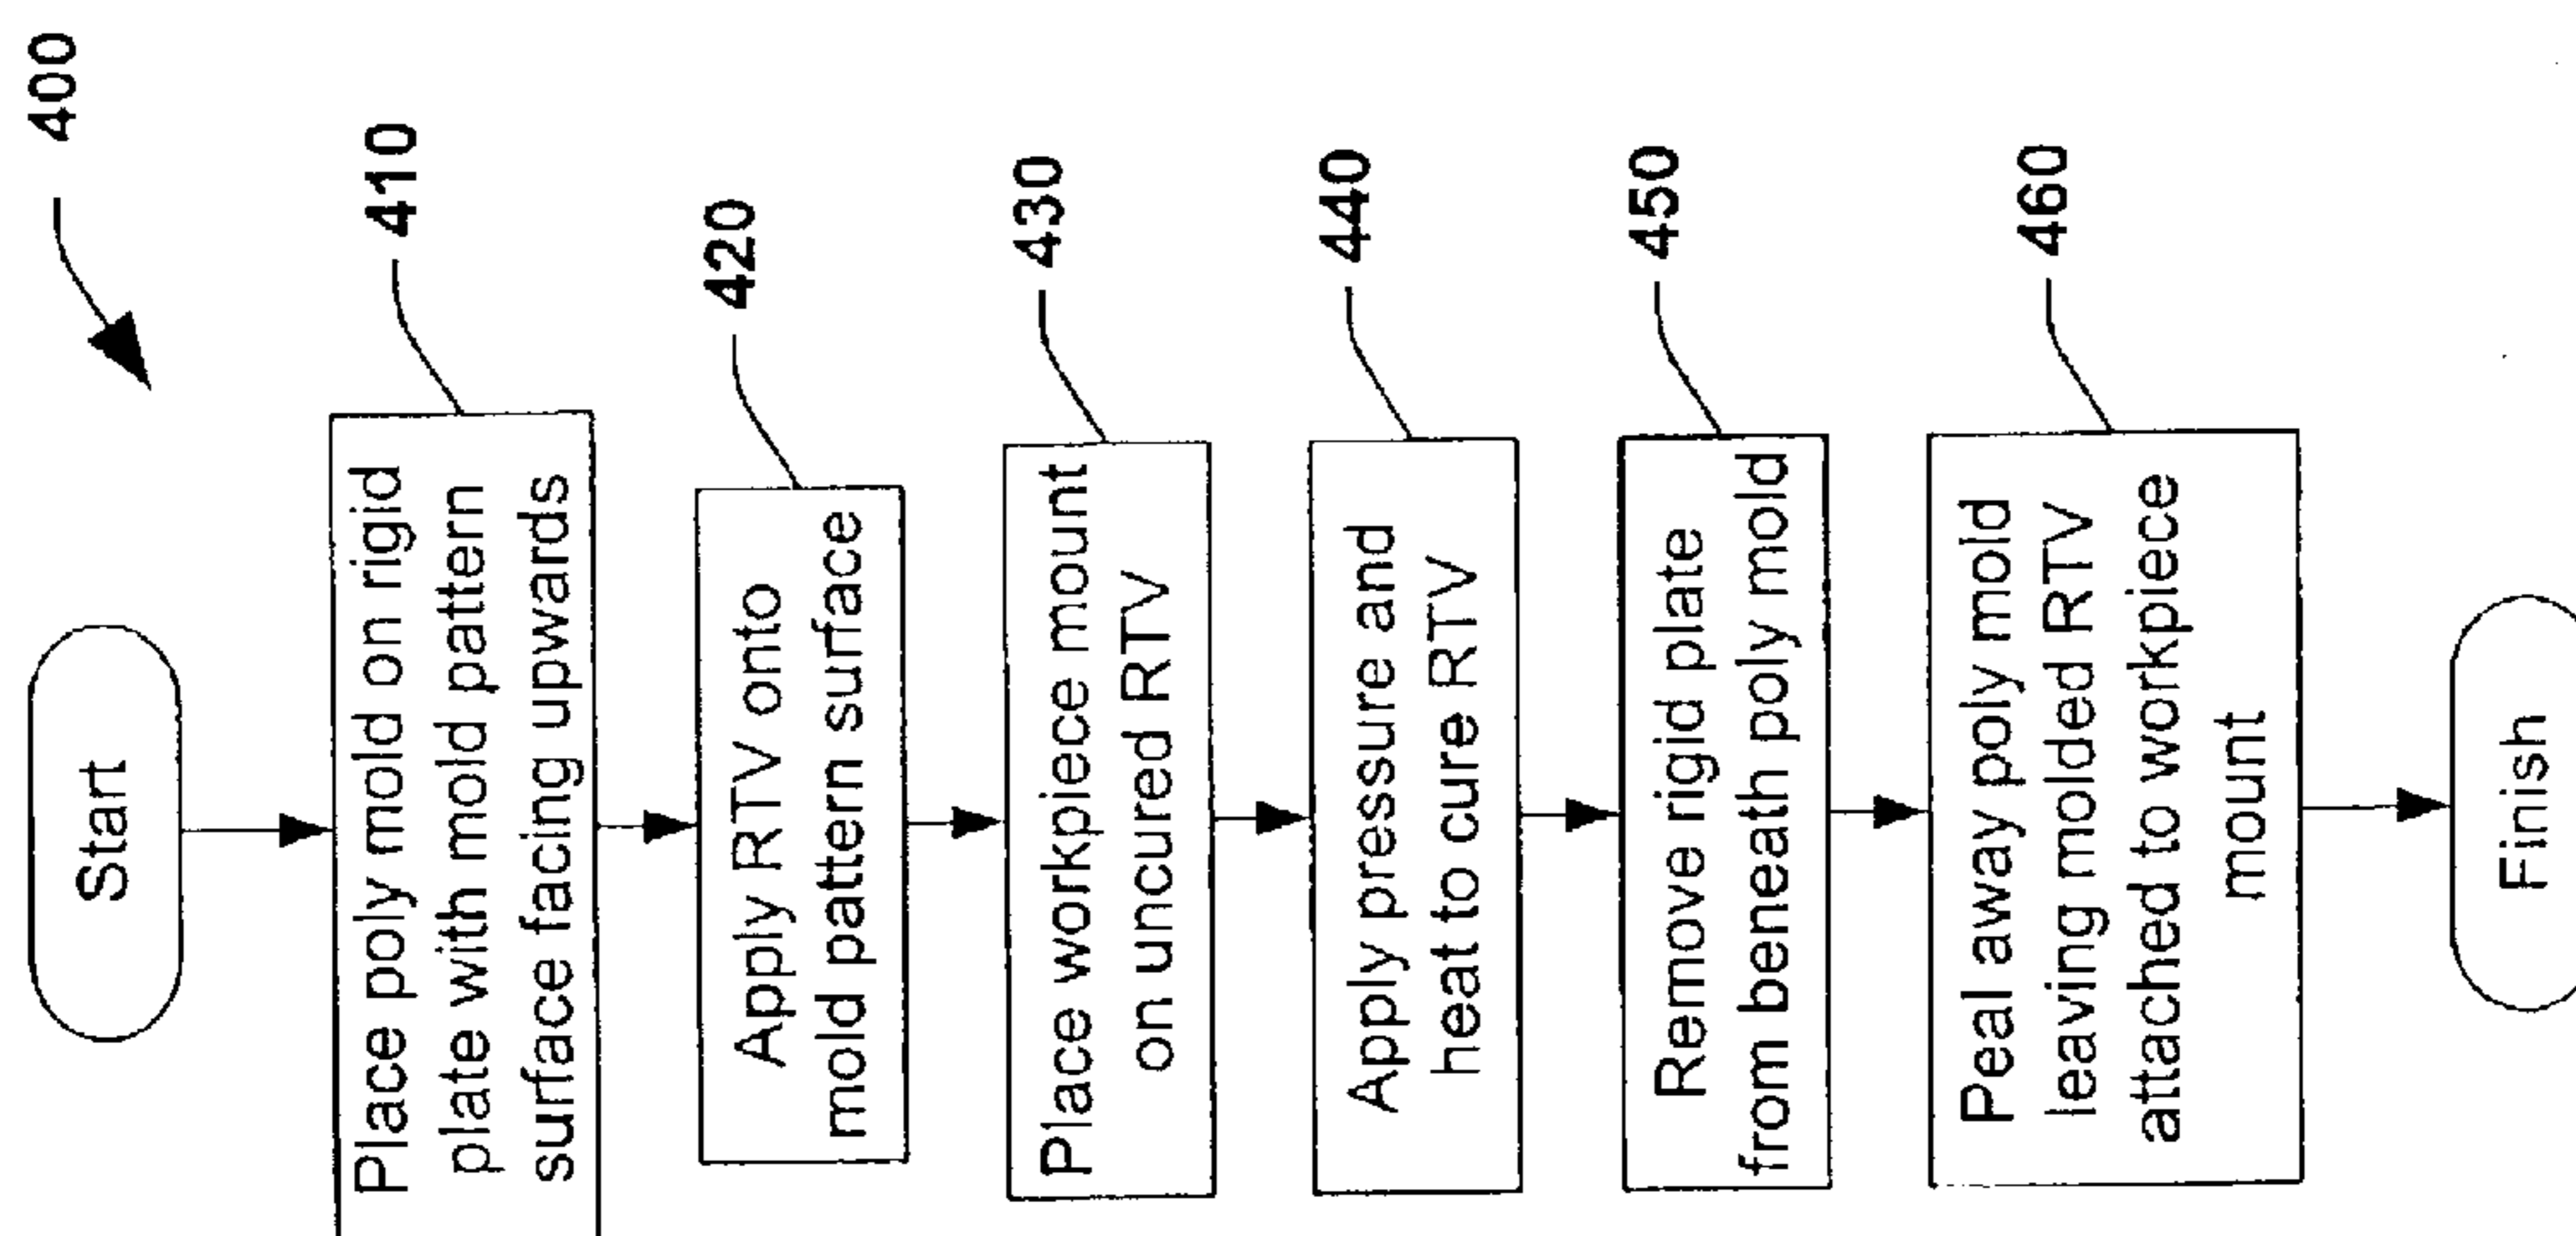 400
Start
Place poly mold on rigid
plate with mold pattern
surface facing upwards
410
Apply RTV onto
mold pattern surface
420
Place workpiece mount
on uncured RTV
430
Apply pressure and
heat to cure RTV
440
Remove rigid plate
from beneath poly mold
450
Peal away poly mold
leaving molded RTV
attached to workpiece
mount
460
Finish